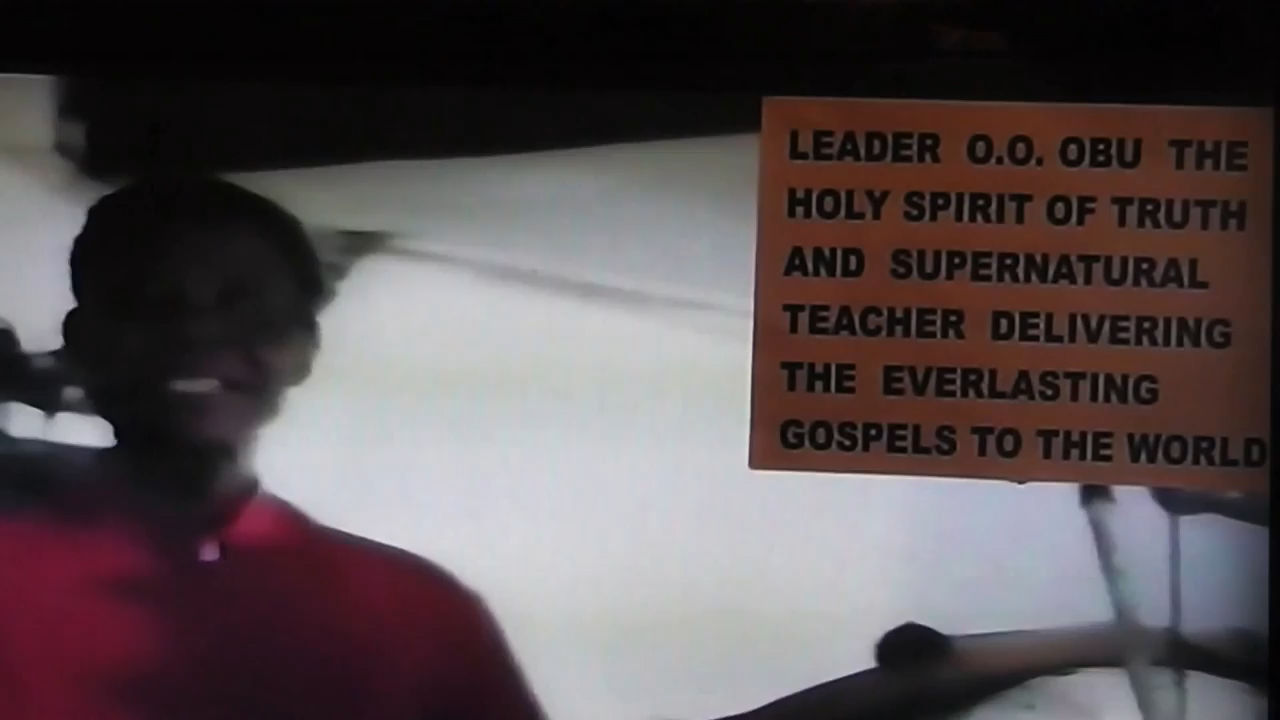 LEADER O.O. OBU THE
HOLY SPIRIT OF TRUTH
AND SUPERNATURAL
TEACHER DELIVERING
THE EVERLASTING
GOSPELS TO THE WORLD